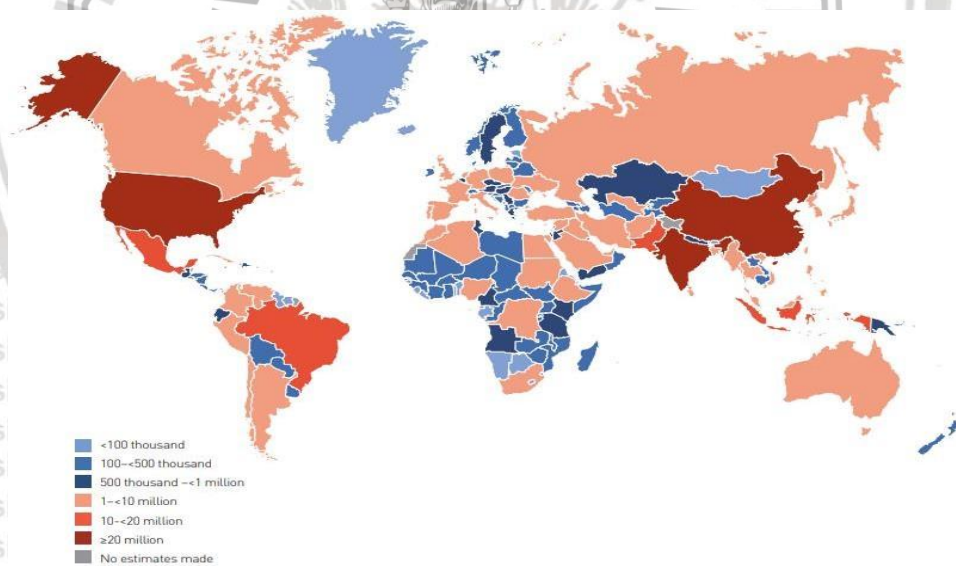 <100 thousand
100–<500 thousand
500 thousand –<1 million
1–<10 million
10–<20 million
≥20 million
No estimates made